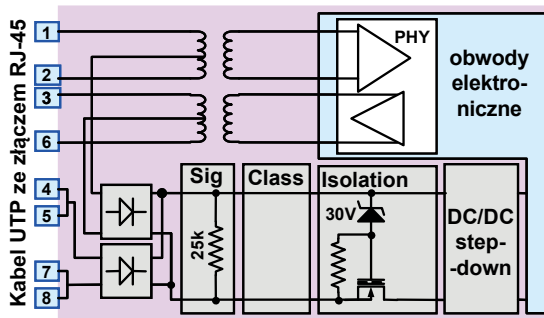 Kabel UTP ze złączem RJ-45
1
2
3
6
4
5
7
8
PHY
obwody
elektro-
niczne
Sig
25k
Class
Isolation
30V
DC/DC
step-
-down